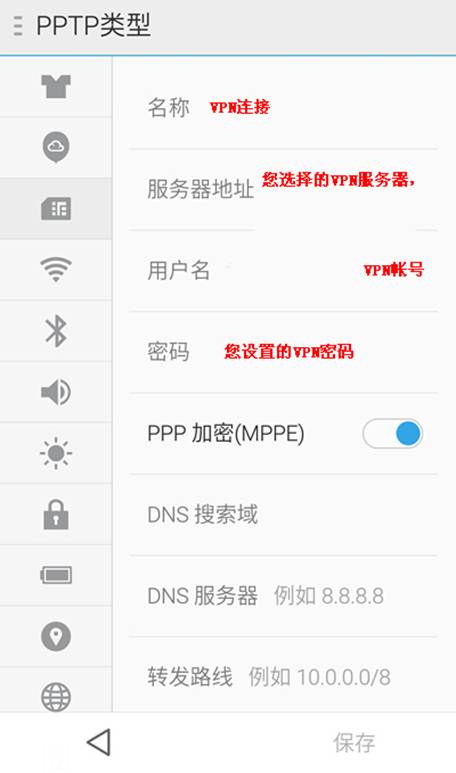 PPTP类型
名称 VPN连接
服务器地址 您选择的VPN服务器，
用户名 VPN帐号
密码 您设置的VPN密码
PPP 加密(MPPE)
DNS 搜索域
DNS 服务器 例如 8.8.8.8
转发路线 例如 10.0.0.0/8
保存